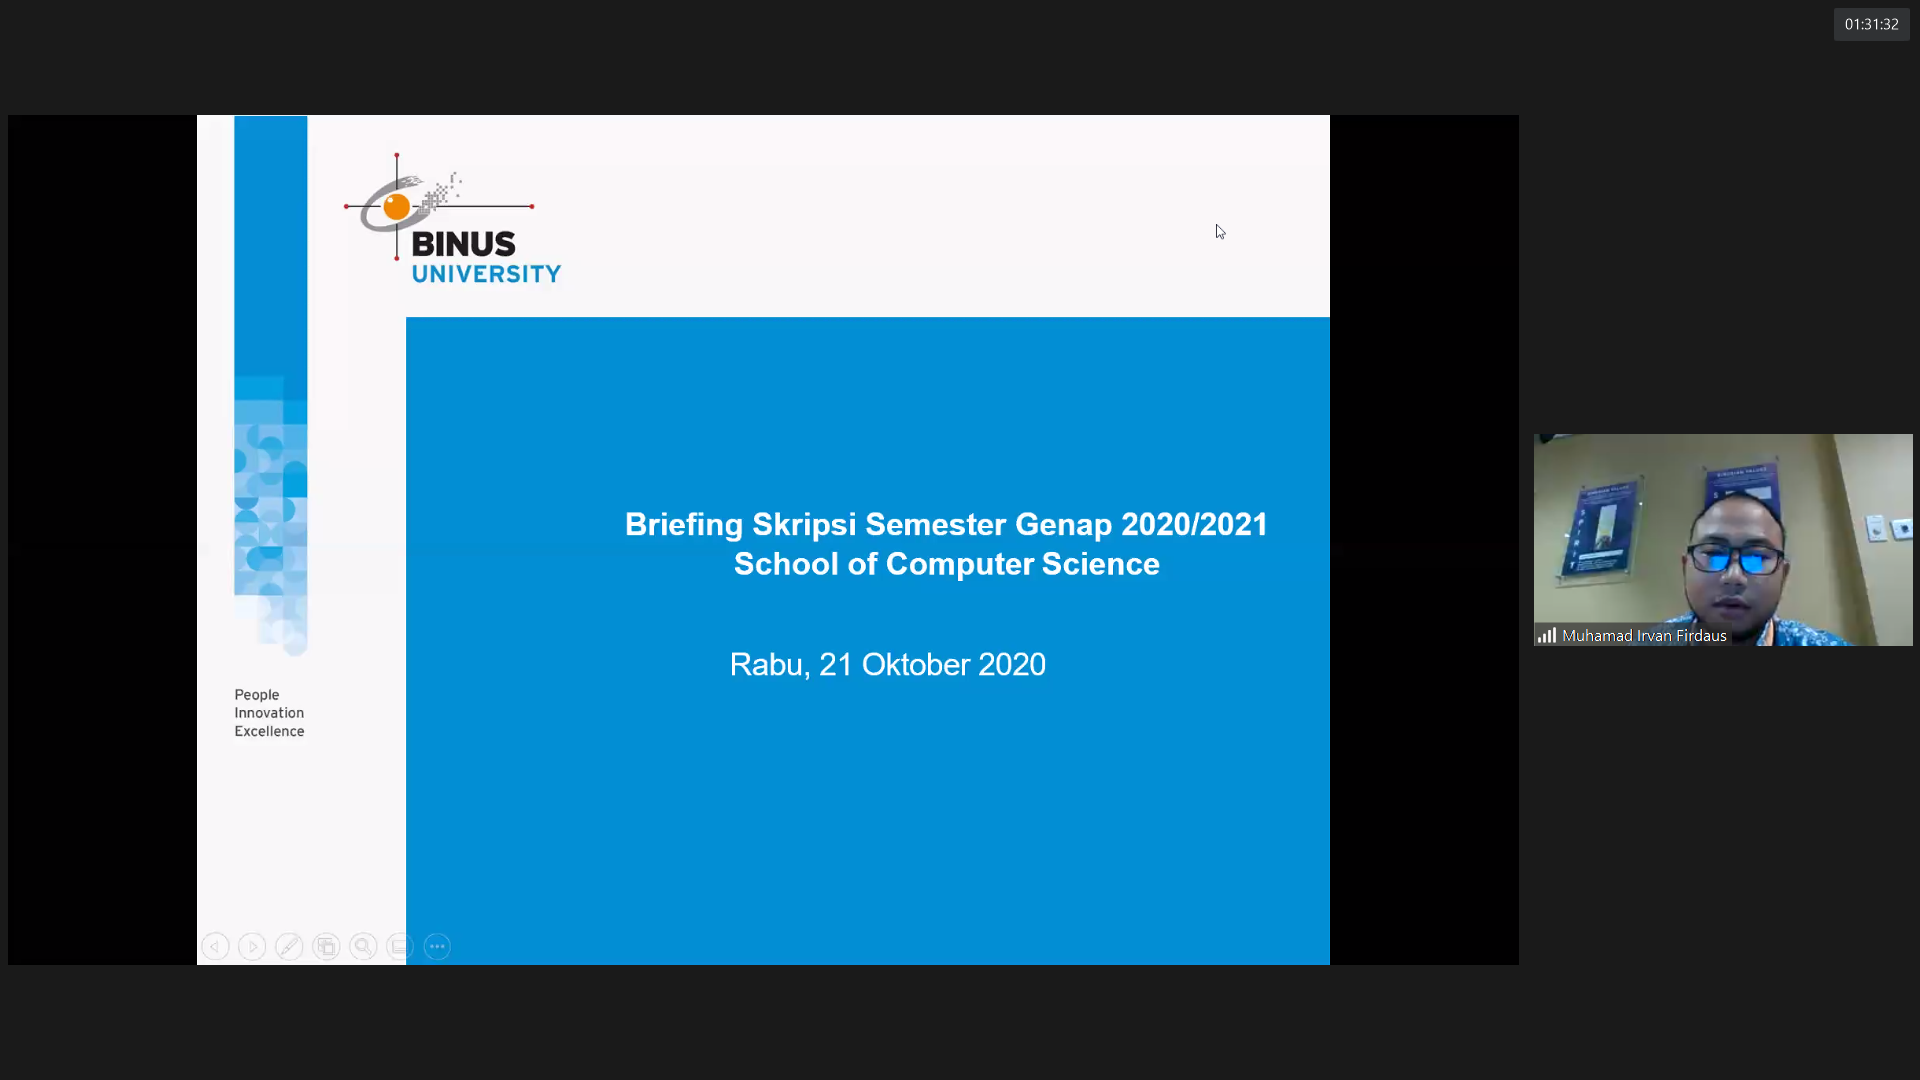 01:31:32
BINUS
UNIVERSITY
Briefing Skripsi Semester Genap 2020/2021
School of Computer Science
Rabu, 21 Oktober 2020
People
Innovation
Excellence
Muhamad Irvan Firdaus